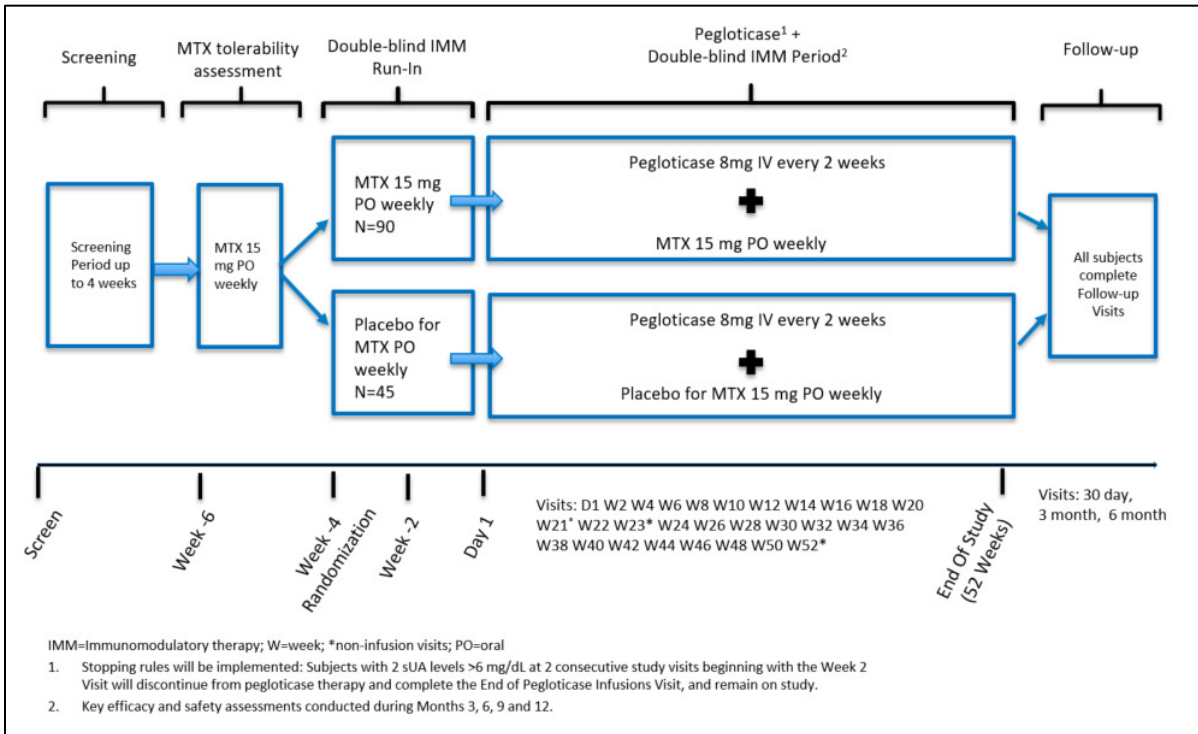 Screening
MTX tolerability
assessment
Double-blind IMM
Run-In
Pegloticase¹ +
Double-blind IMM Period²
Follow-up
Screening
Period up
to 4 weeks
MTX 15
mg PO
weekly
MTX 15 mg
PO weekly
N=90
Pegloticase 8mg IV every 2 weeks
+
MTX 15 mg PO weekly
Placebo for
MTX PO
weekly
N=45
Pegloticase 8mg IV every 2 weeks
+
Placebo for MTX 15 mg PO weekly
All subjects
complete
Follow-up
Visits
Screen
Week -6
Week -4
Randomization
Week -2
Day 1
Visits: D1 W2 W4 W6 W8 W10 W12 W14 W16 W18 W20
W21* W22 W23* W24 W26 W28 W30 W32 W34 W36
W38 W40 W42 W44 W46 W48 W50 W52*
End Of Study
(52 Weeks)
Visits: 30 day,
3 month, 6 month
IMM=Immunomodulatory therapy; W=week; *non-infusion visits; PO=oral
1. Stopping rules will be implemented: Subjects with 2 sUA levels >6 mg/dL at 2 consecutive study visits beginning with the Week 2
Visit will discontinue from pegloticase therapy and complete the End of Pegloticase Infusions Visit, and remain on study.
2. Key efficacy and safety assessments conducted during Months 3, 6, 9 and 12.